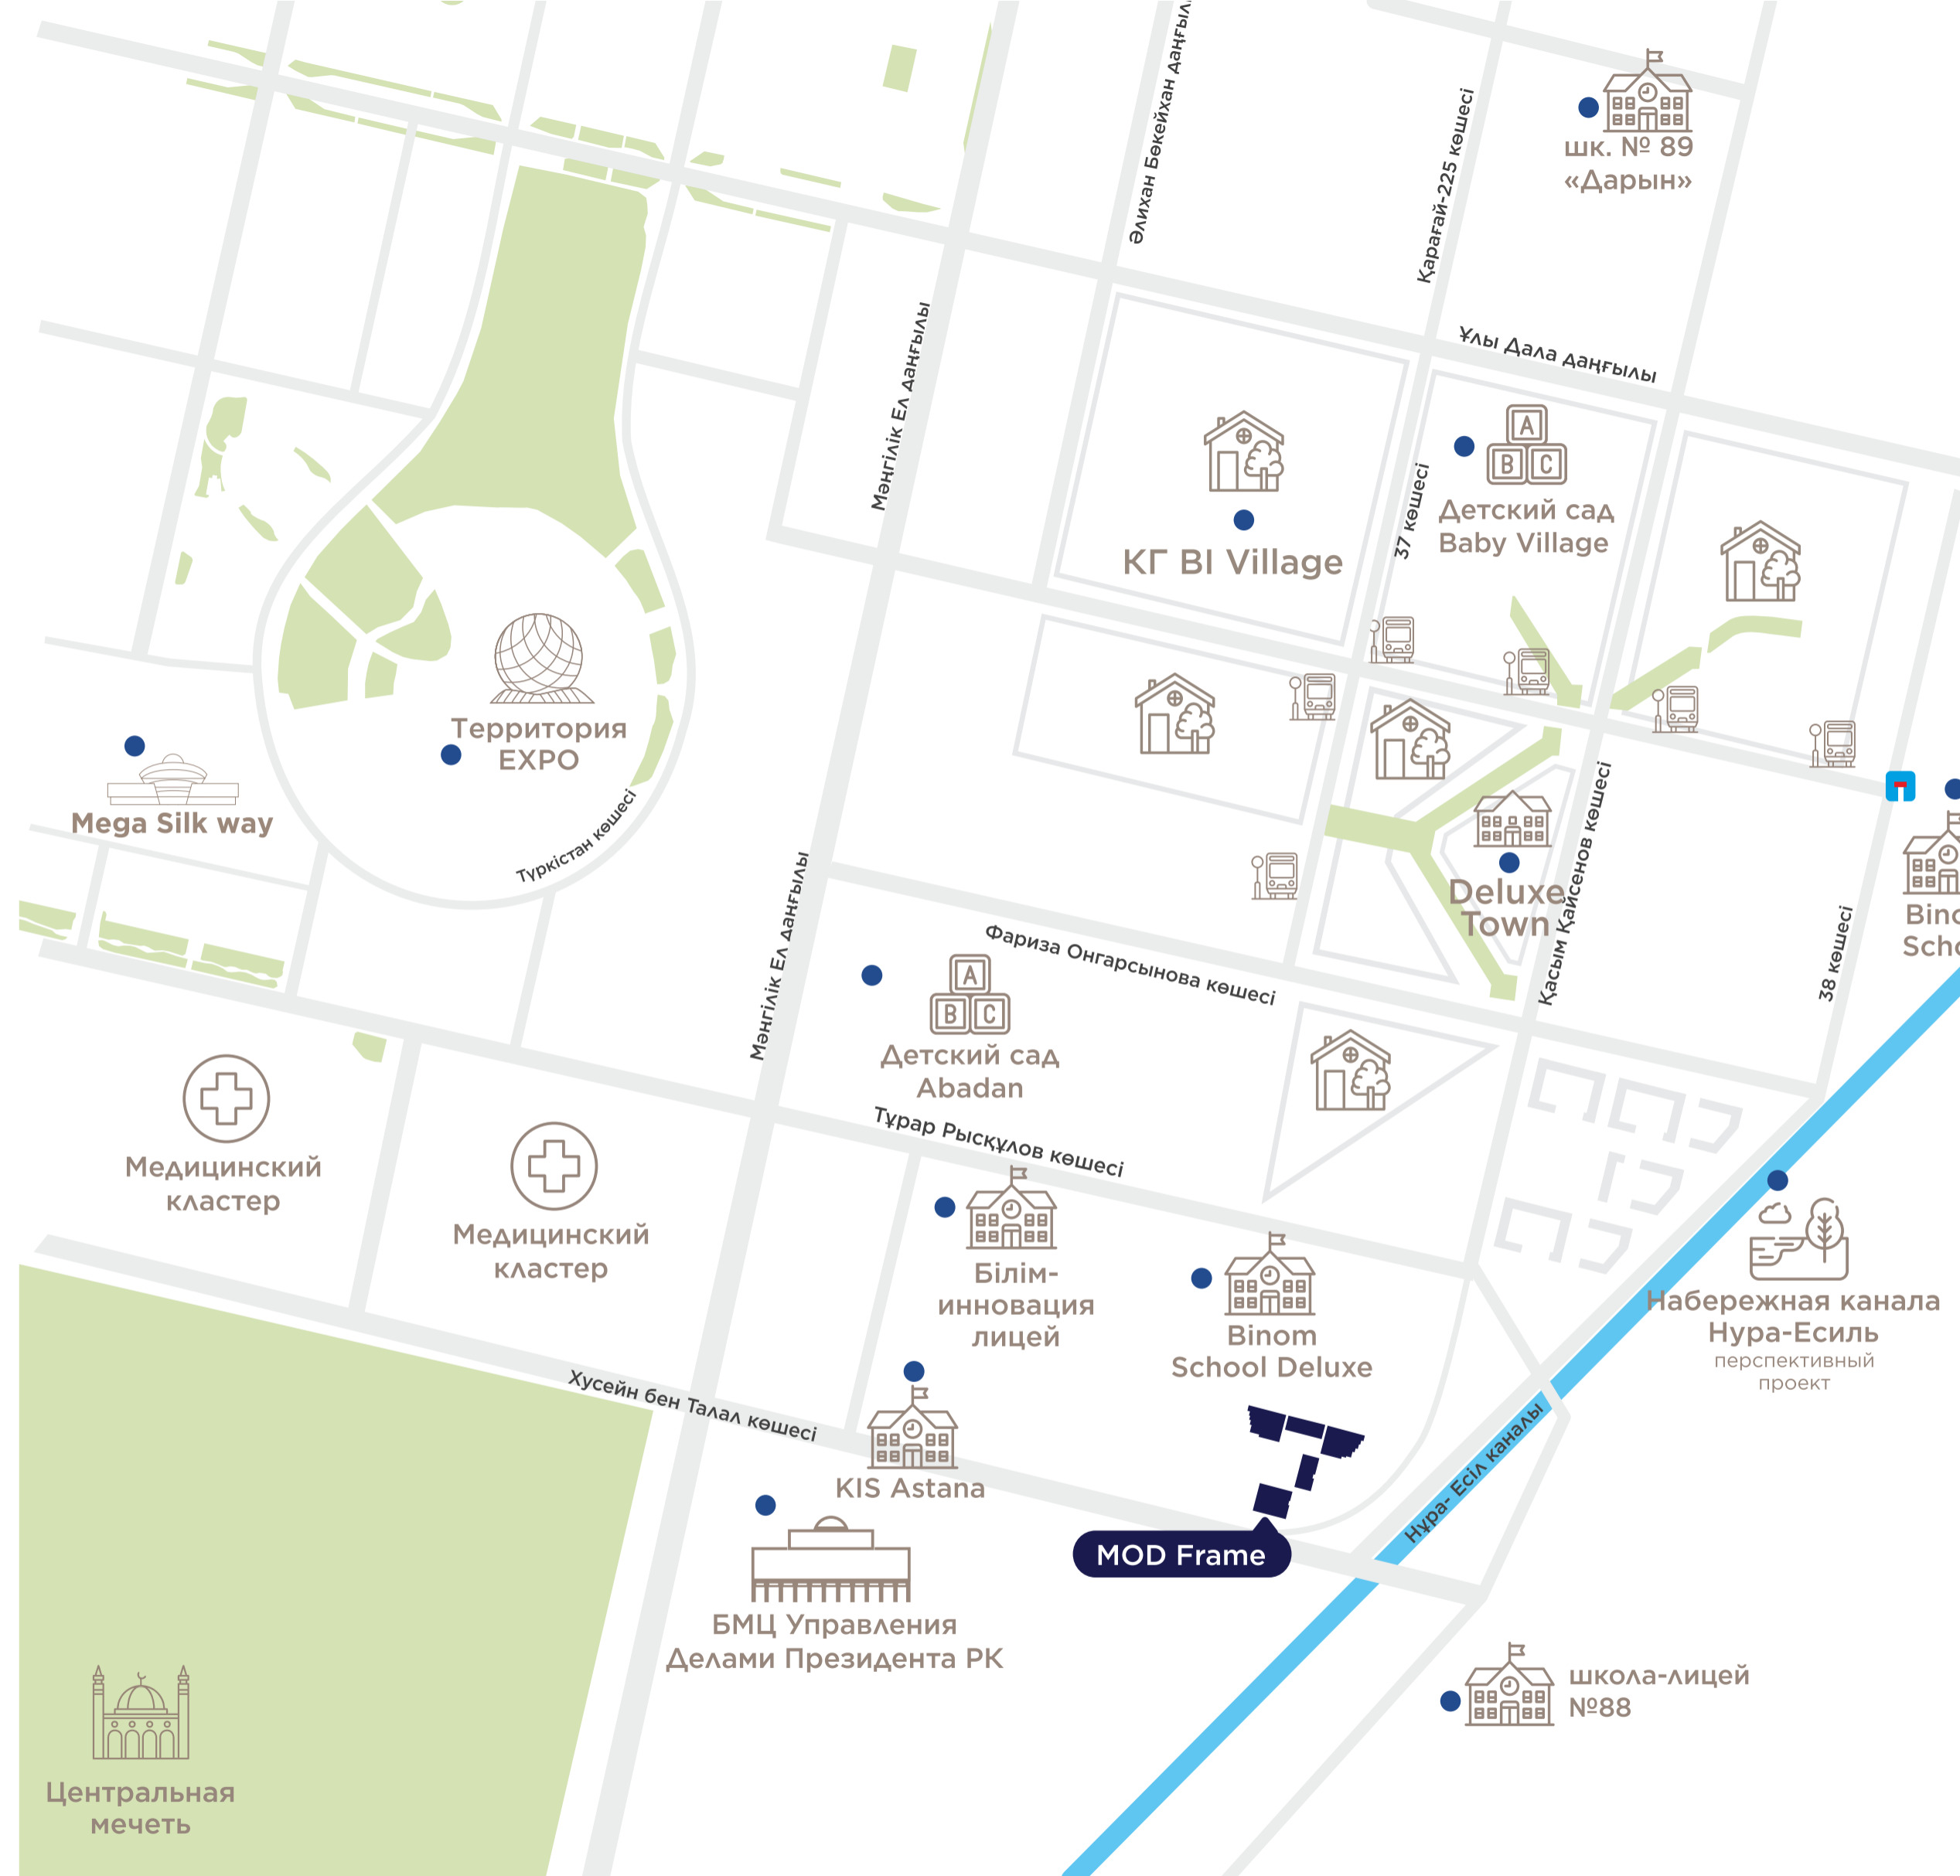 Әлихан Бөкейхан даңғылы
Қарағай-225 көшесі
шк. № 89
«Дарын»
Ұлы Дала даңғылы
Мәңгілік Ел даңғылы
A
B C
37 көшесі
Детский сад
Baby Village
КГ BI Village
Территория
EXPO
Mega Silk way
Түркістан көшесі
Deluxe
Town
Қасым Қайсенов көшесі
38 көшесі
Мәңгілік Ел даңғылы
Фариза Онгарсынова көшесі
A
B C
Детский сад
Abadan
Тұрар Рысқұлов көшесі
Медицинский
кластер
Медицинский
кластер
Білім-
инновация
лицей
Binom
School Deluxe
Набережная канала
Нура-Есиль
перспективный
проект
Хусейн бен Талал көшесі
KIS Astana
Нұра- Есіл каналы
MOD Frame
БМЦ Управления
Делами Президента РК
школа-лицей
№88
Центральная
мечеть